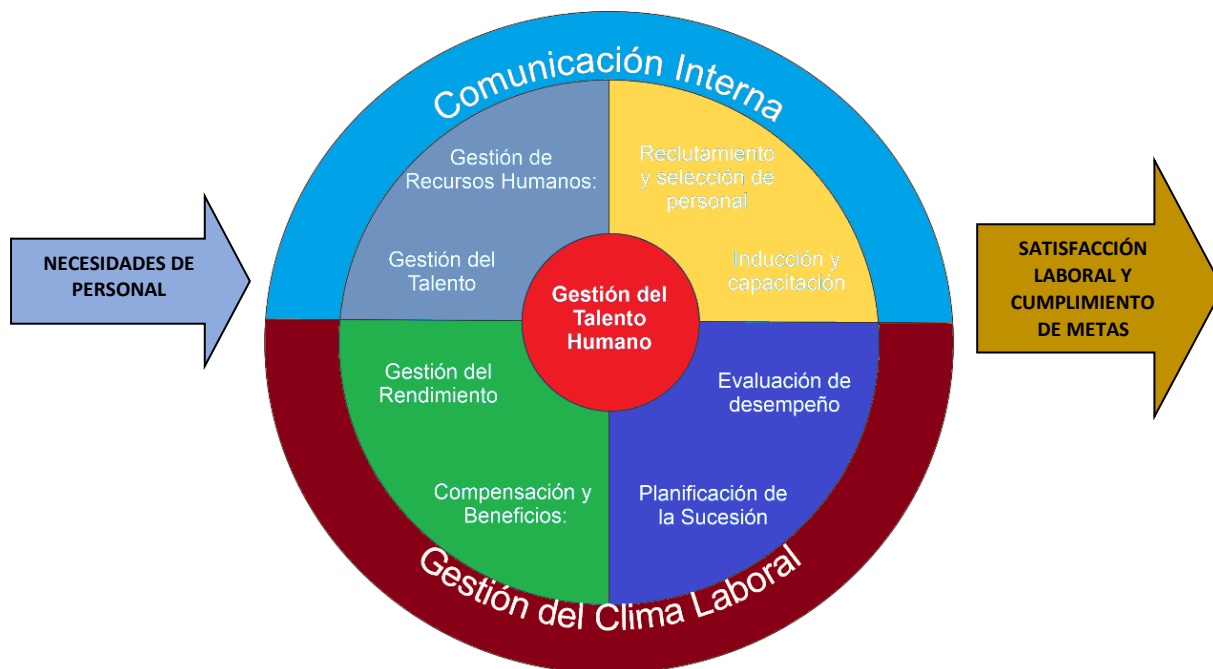 Comunicación Interna
Gestión de
Recursos Humanos:
Gestión del
Talento
Reclutamiento
y selección de
personal
Inducción y
capacitación
NECESIDADES DE
PERSONAL
Gestión del
Talento
Humano
SATISFACCIÓN
LABORAL Y
CUMPLIMIENTO
DE METAS
Gestión del
Rendimiento
Compensación y
Beneficios:
Evaluación de
desempeño
Planificación de
la Sucesión
Gestión del Clima Laboral